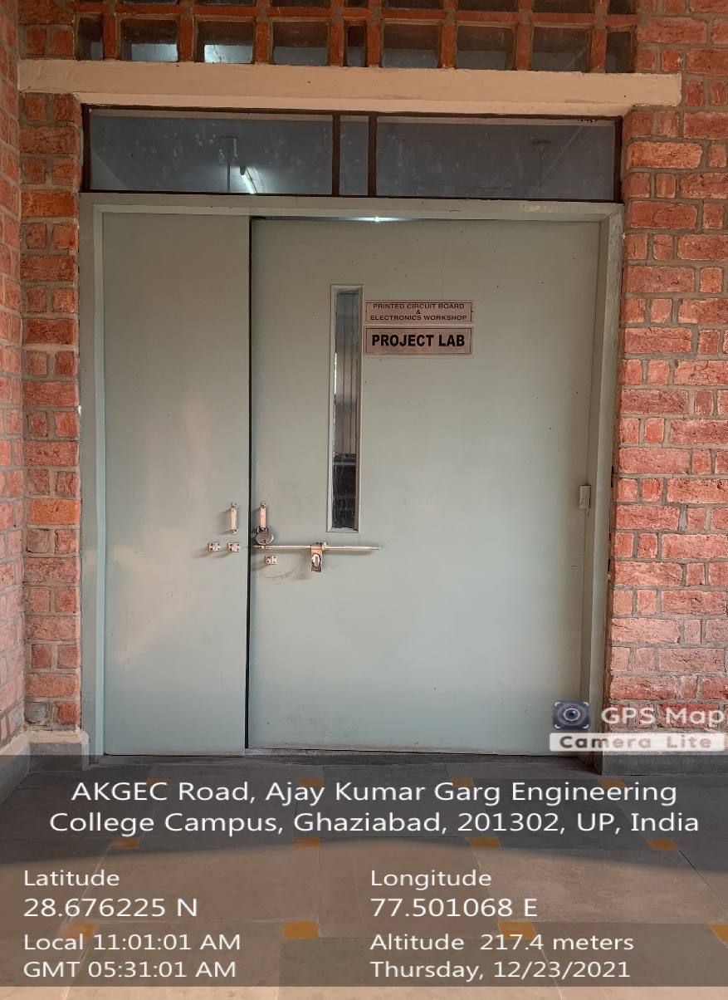 PRINTED CIRCUIT BOARD
&
ELECTRONICS WORKSHOP
PROJECT LAB
GPS Map
Camera Lite
AKGEC Road, Ajay Kumar Garg Engineering
College Campus, Ghaziabad, 201302, UP, India
Latitude
28.676225 N
Longitude
77.501068 E
Local 11:01:01 AM
GMT 05:31:01 AM
Altitude 217.4 meters
Thursday, 12/23/2021